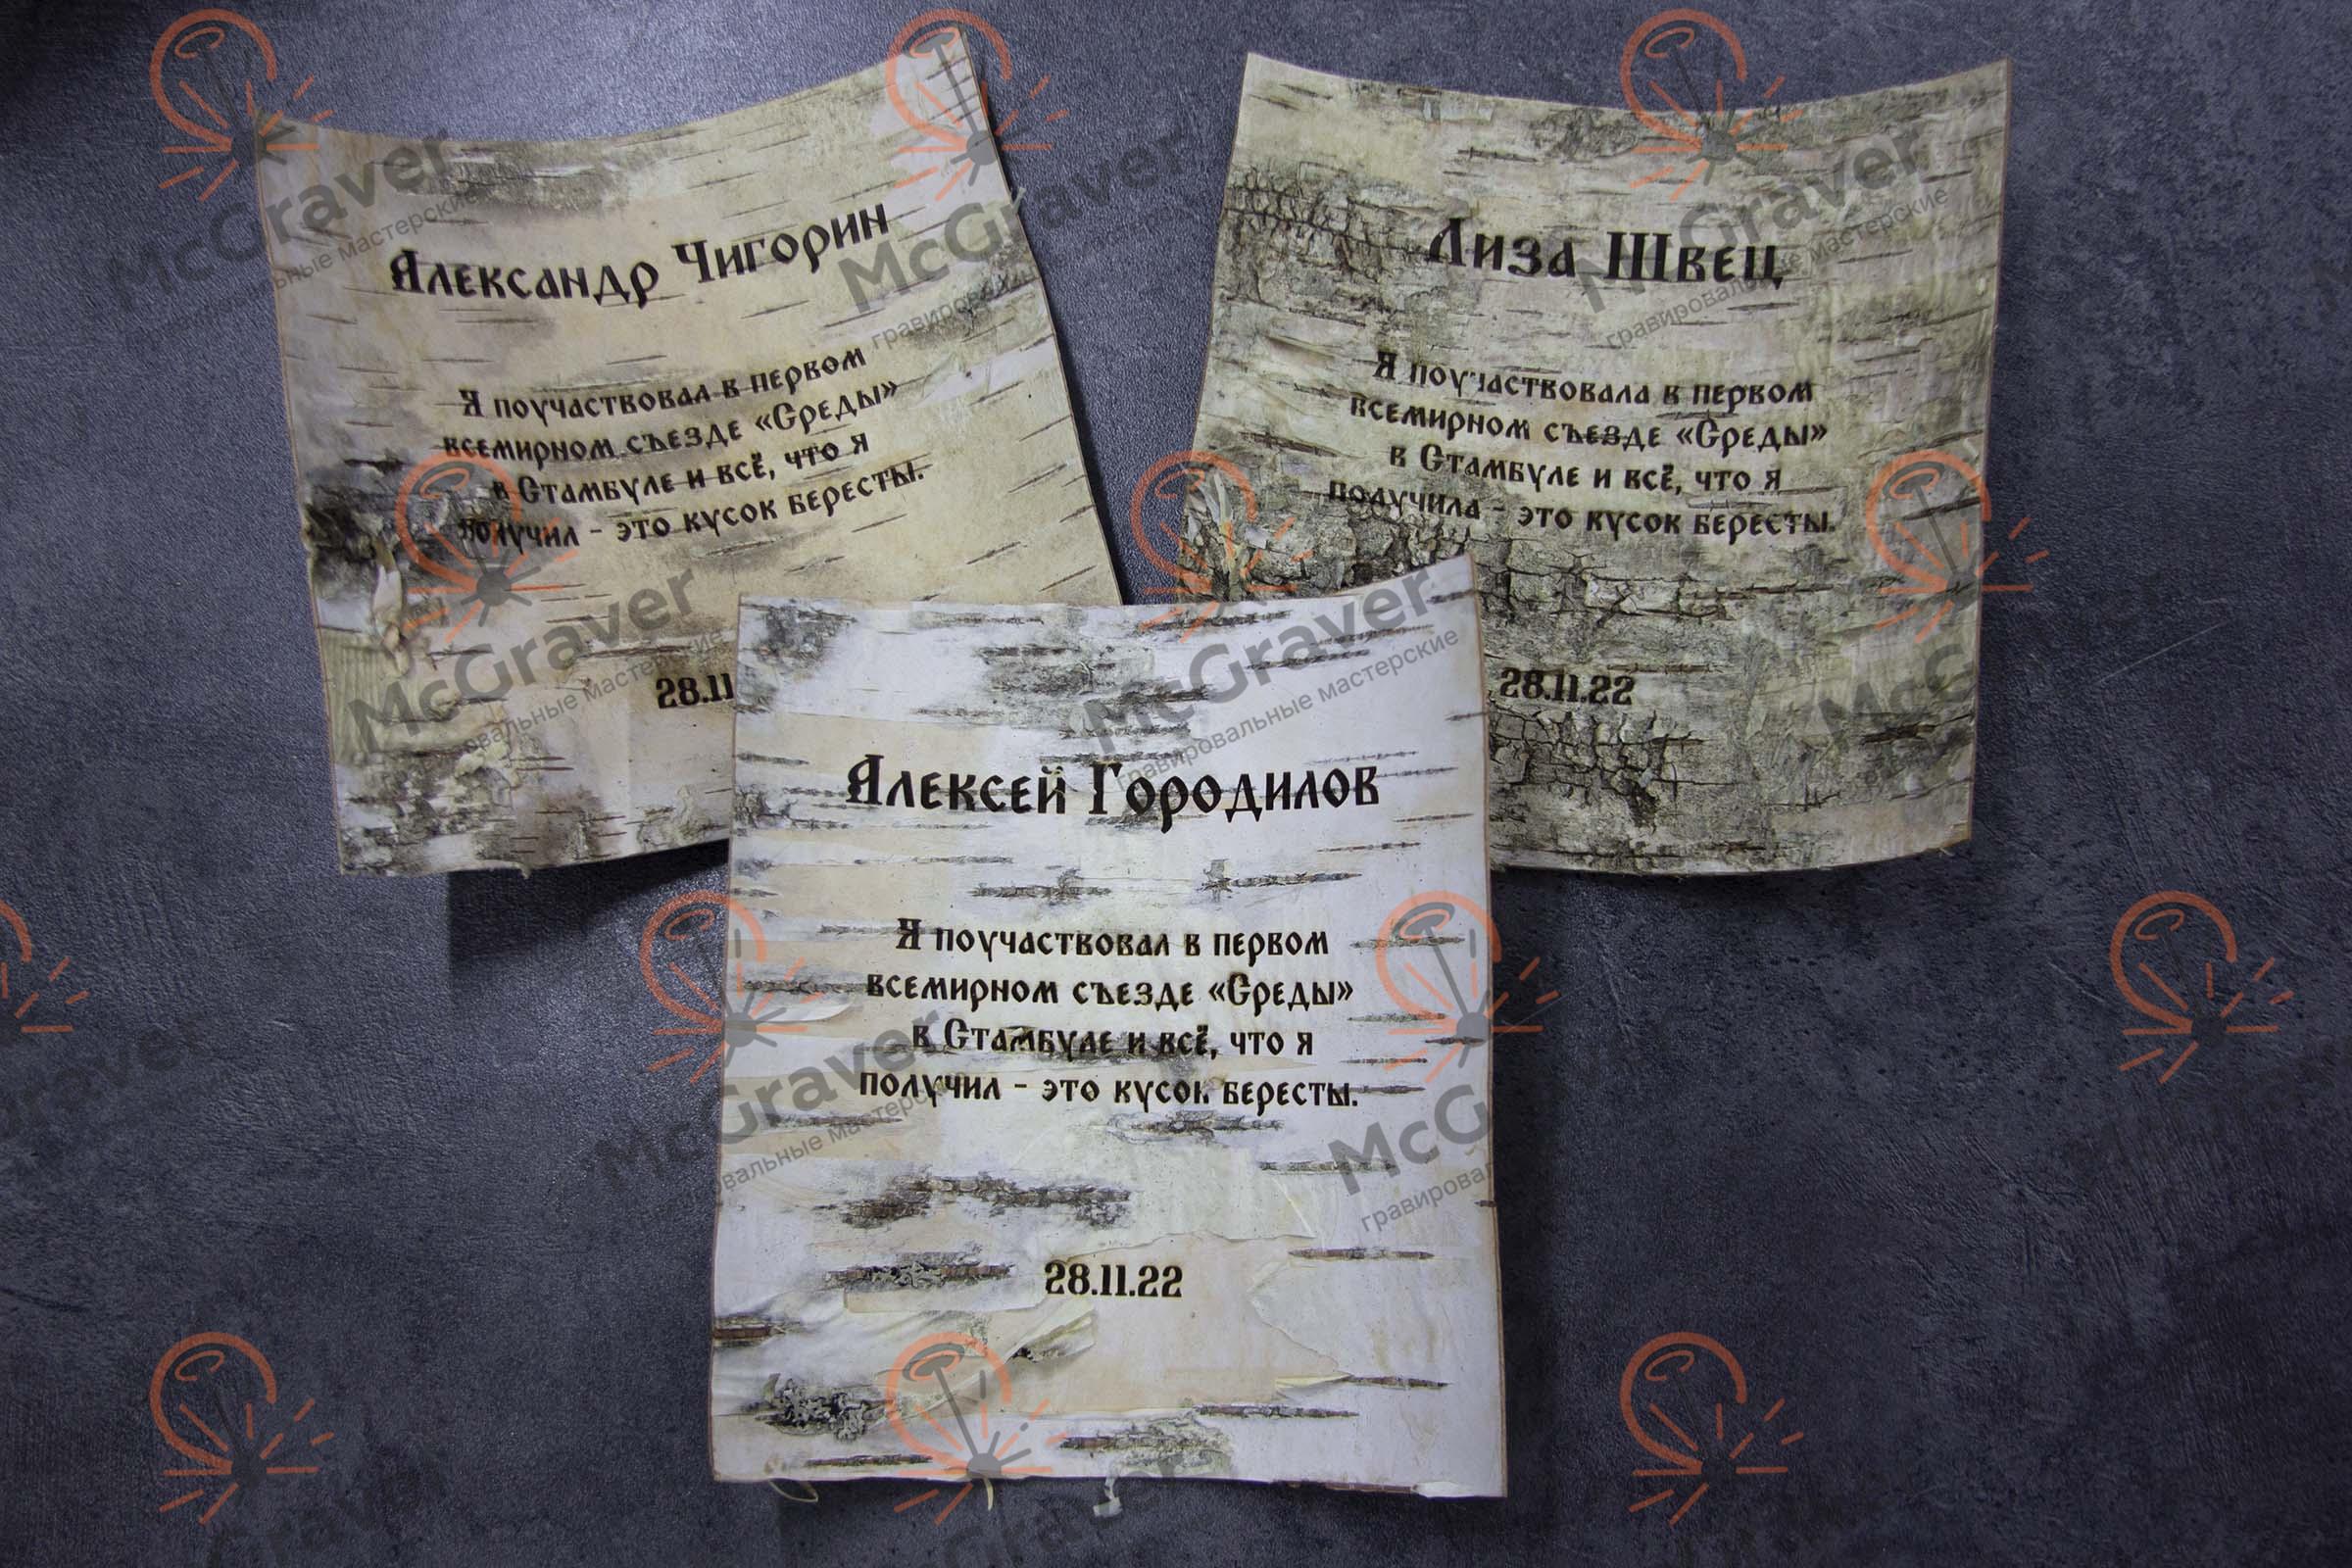 Александр Чигорин
Я поучаствовал в первом
всемирном съезде «Среды»
в Стамбуле и всё, что я
получил - это кусок бересты.
28.11
Лиза Швец
Я поучаствовала в первом
всемирном съезде «Среды»
в Стамбуле и всё, что я
получила - это кусок бересты.
28.11.22
Алексей Городилов
Я поучаствовал в первом
всемирном съезде «Среды»
в Стамбуле и всё, что я
получил - это кусок бересты.
28.11.22
McGraver
гравировальные мастерские